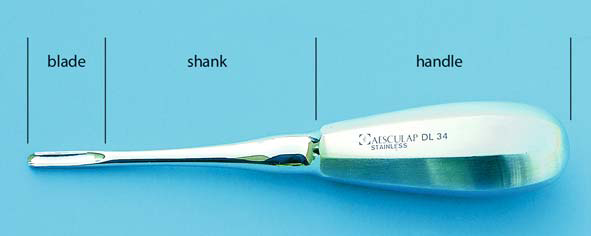 blade shank handle
AESCULAP DL 34
STAINLESS